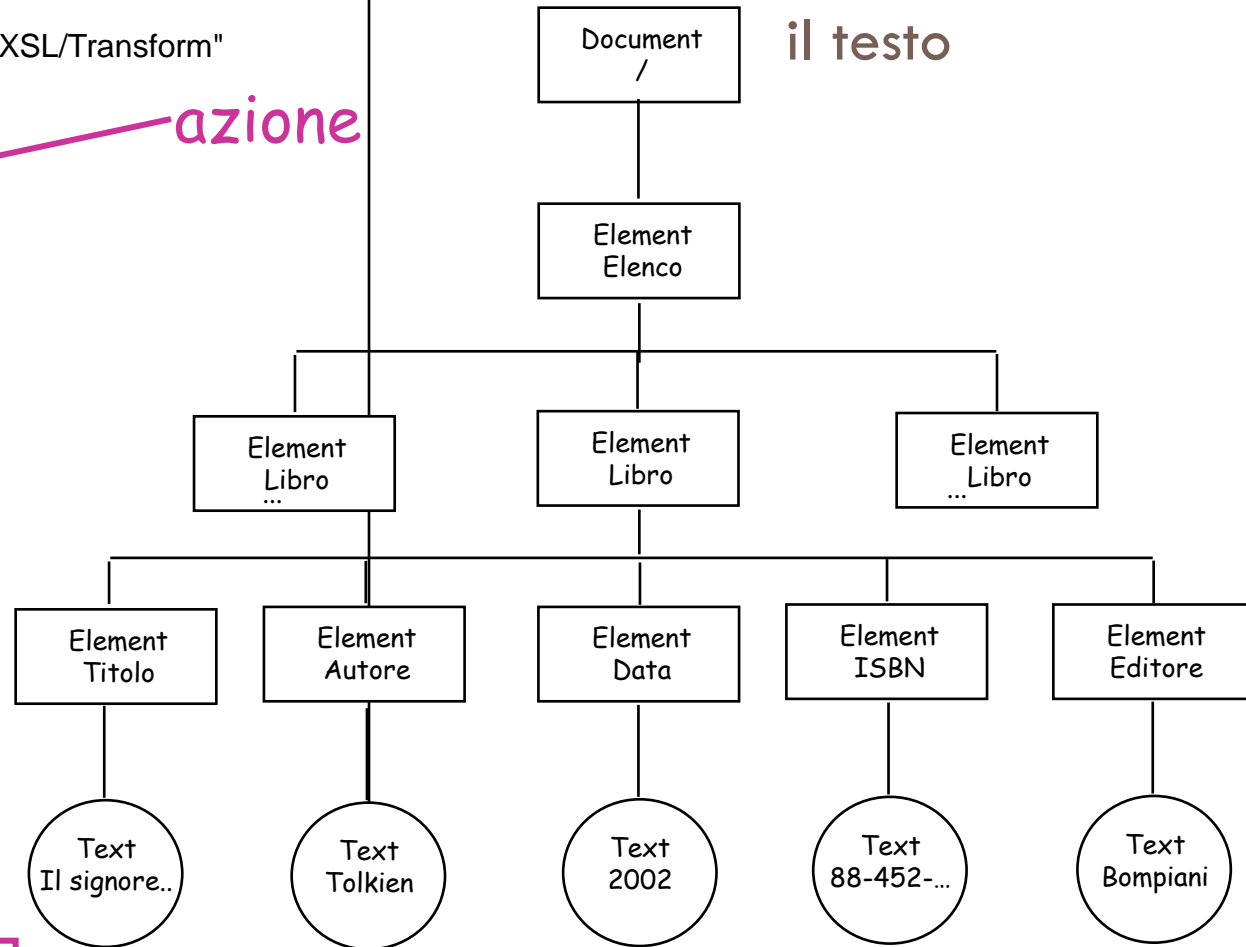 XSL/Transform"
azione
il testo
Document
/
Element
Elenco
Element
Libro
...
Element
Libro
Element
...Libro
Element
Titolo
Element
Autore
Element
Data
Element
ISBN
Element
Editore
Text
Il signore..
Text
Tolkien
Text
2002
Text
88-452-...
Text
Bompiani